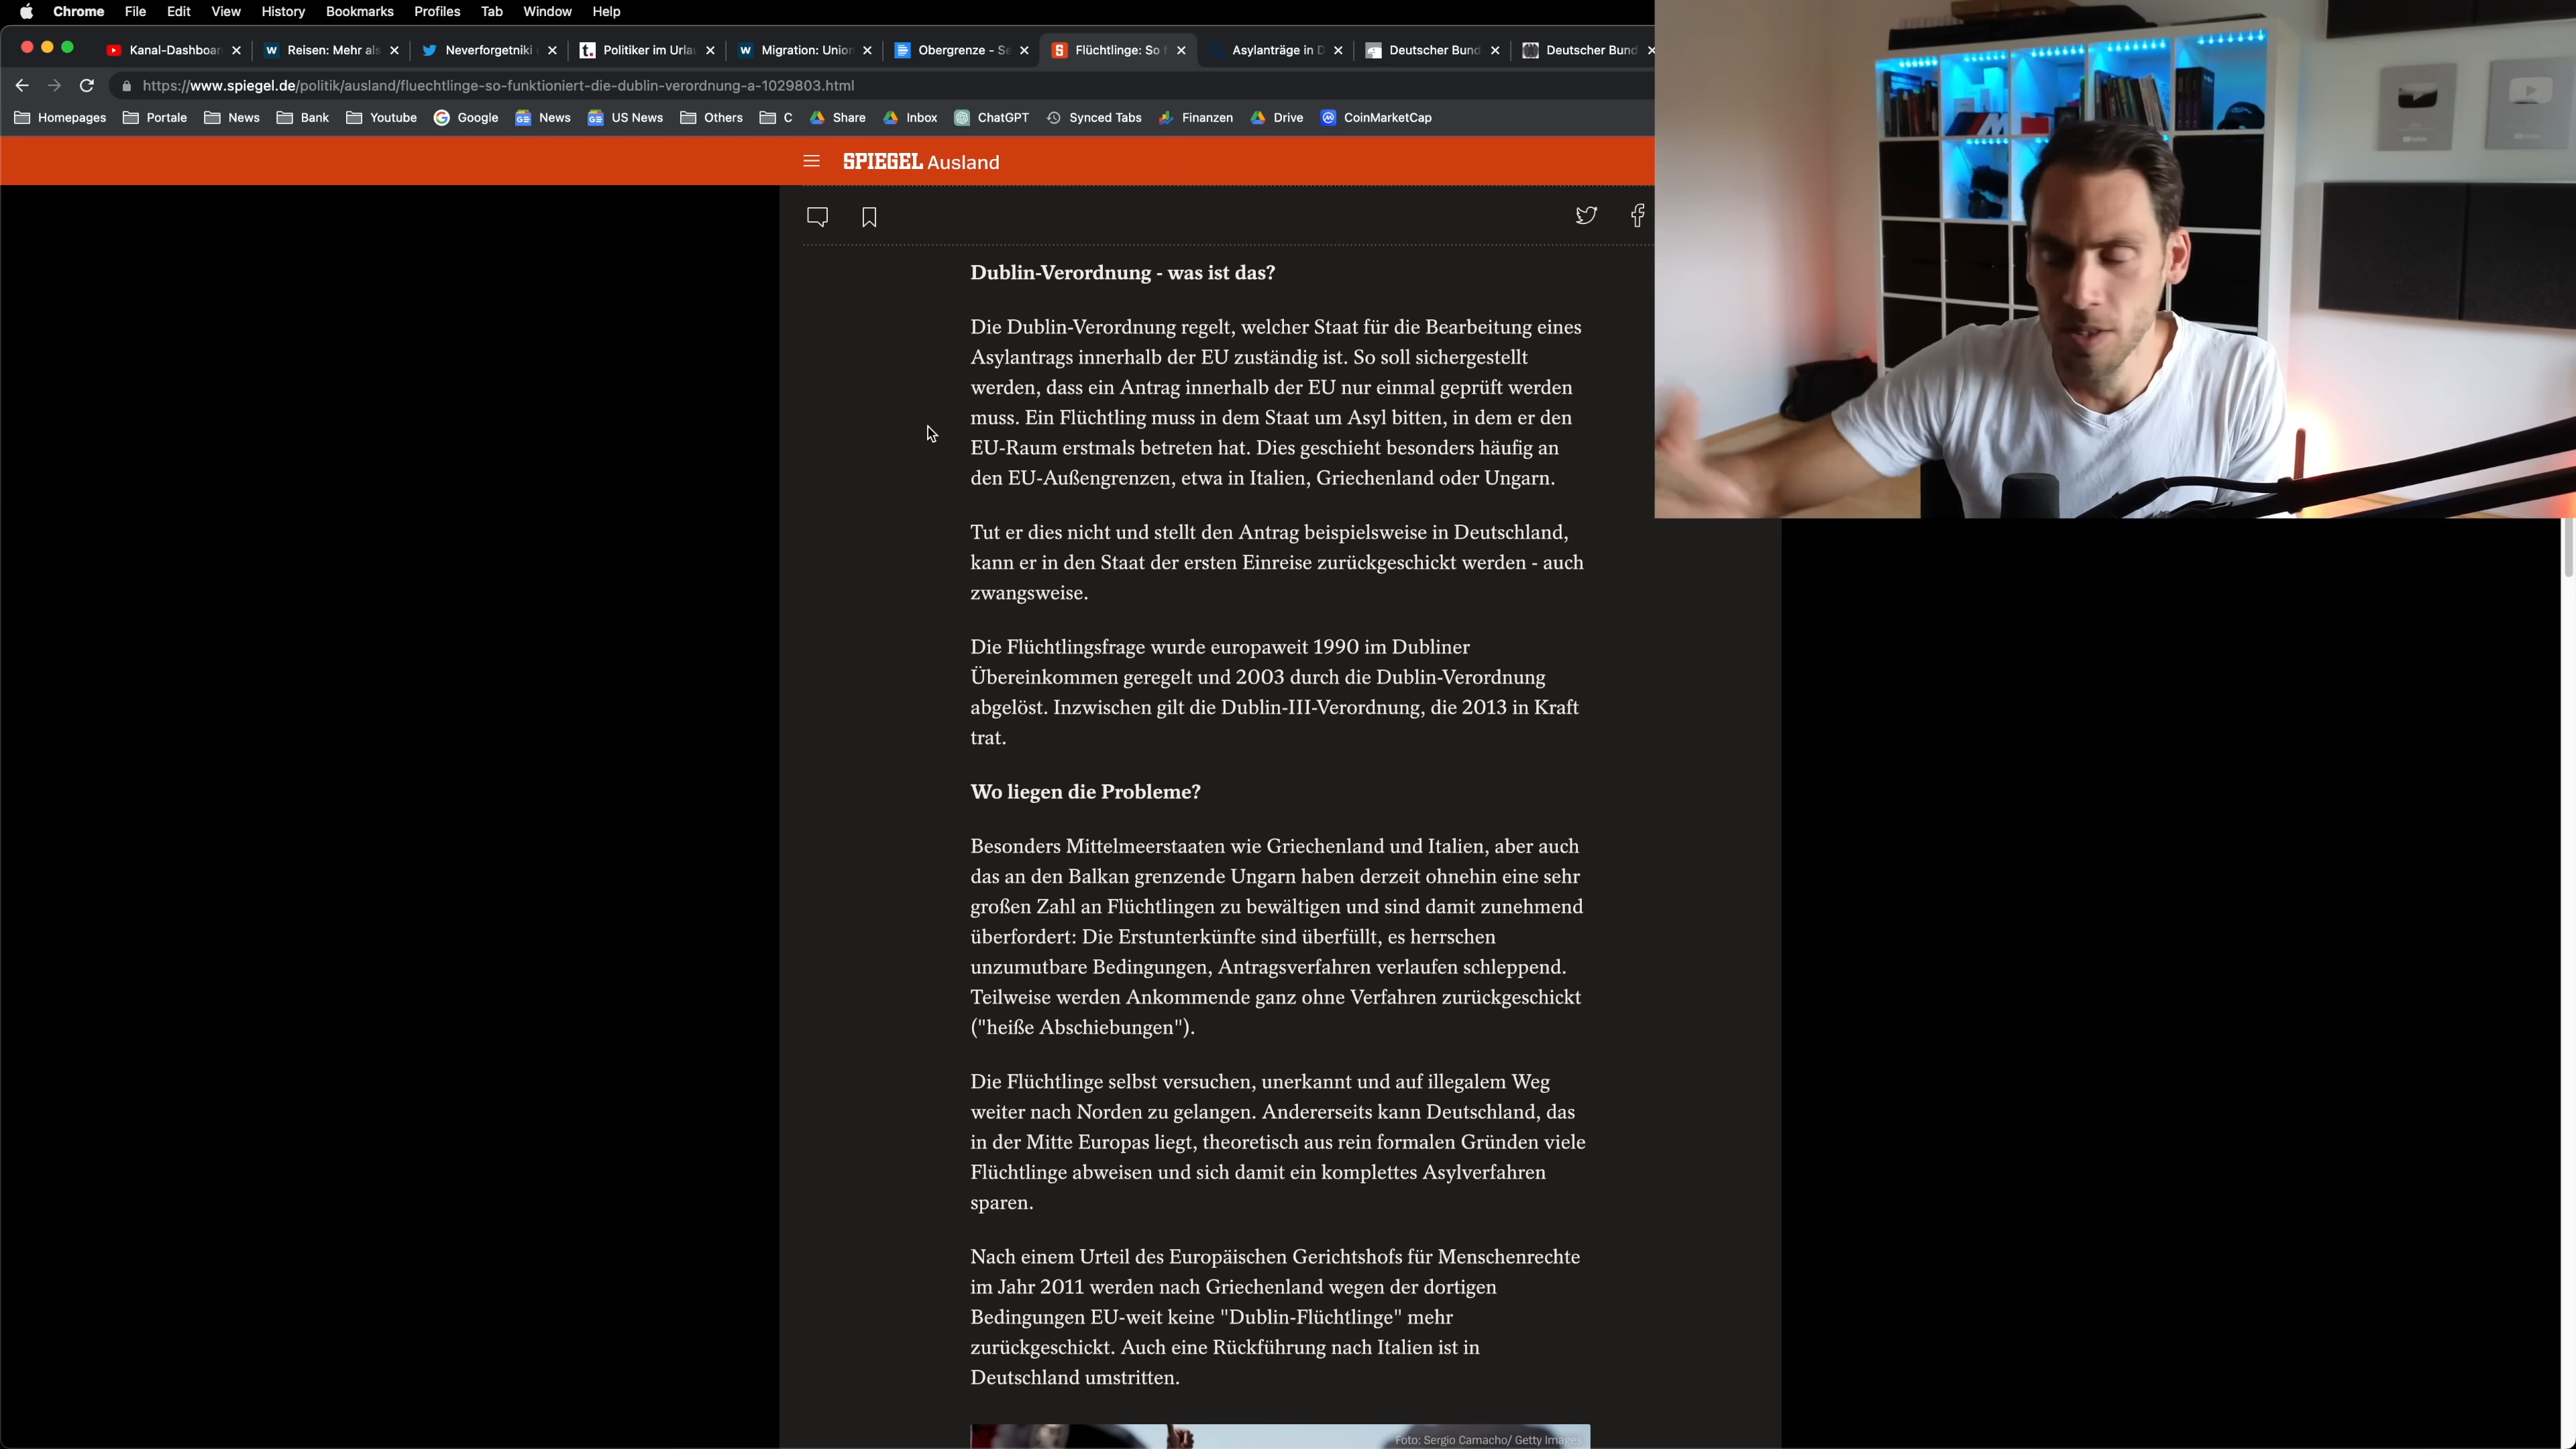 Chrome File Edit View History Bookmarks Profiles Tab Window Help
Kanal-Dashboar Reisen: Mehr als Neverforgetniki Politiker im Urla Migration: Union Obergrenze - Se Flüchtlinge: So f Asylanträge in D Deutscher Bund Deutscher Bund
https://www.spiegel.de/politik/ausland/fluechtlinge-so-funktioniert-die-dublin-verordnung-a-1029803.html
Homepages Portale News Bank Youtube Google News US News Others C Share Inbox ChatGPT Synced Tabs Finanzen Drive CoinMarketCap
SPIEGEL Ausland
Dublin-Verordnung - was ist das?
Die Dublin-Verordnung regelt, welcher Staat für die Bearbeitung eines
Asylantrags innerhalb der EU zuständig ist. So soll sichergestellt
werden, dass ein Antrag innerhalb der EU nur einmal geprüft werden
muss. Ein Flüchtling muss in dem Staat um Asyl bitten, in dem er den
EU-Raum erstmals betreten hat. Dies geschieht besonders häufig an
den EU-Außengrenzen, etwa in Italien, Griechenland oder Ungarn.
Tut er dies nicht und stellt den Antrag beispielsweise in Deutschland,
kann er in den Staat der ersten Einreise zurückgeschickt werden - auch
zwangsweise.
Die Flüchtlingsfrage wurde europaweit 1990 im Dubliner
Übereinkommen geregelt und 2003 durch die Dublin-Verordnung
abgelöst. Inzwischen gilt die Dublin-III-Verordnung, die 2013 in Kraft
trat.
Wo liegen die Probleme?
Besonders Mittelmeerstaaten wie Griechenland und Italien, aber auch
das an den Balkan grenzende Ungarn haben derzeit ohnehin eine sehr
großen Zahl an Flüchtlingen zu bewältigen und sind damit zunehmend
überfordert: Die Erstunterkünfte sind überfüllt, es herrschen
unzumutbare Bedingungen, Antragsverfahren verlaufen schleppend.
Teilweise werden Ankommende ganz ohne Verfahren zurückgeschickt
("heiße Abschiebungen").
Die Flüchtlinge selbst versuchen, unerkannt und auf illegalem Weg
weiter nach Norden zu gelangen. Andererseits kann Deutschland, das
in der Mitte Europas liegt, theoretisch aus rein formalen Gründen viele
Flüchtlinge abweisen und sich damit ein komplettes Asylverfahren
sparen.
Nach einem Urteil des Europäischen Gerichtshofs für Menschenrechte
im Jahr 2011 werden nach Griechenland wegen der dortigen
Bedingungen EU-weit keine "Dublin-Flüchtlinge" mehr
zurückgeschickt. Auch eine Rückführung nach Italien ist in
Deutschland umstritten.
Foto: Sergio Camacho/ Getty Images